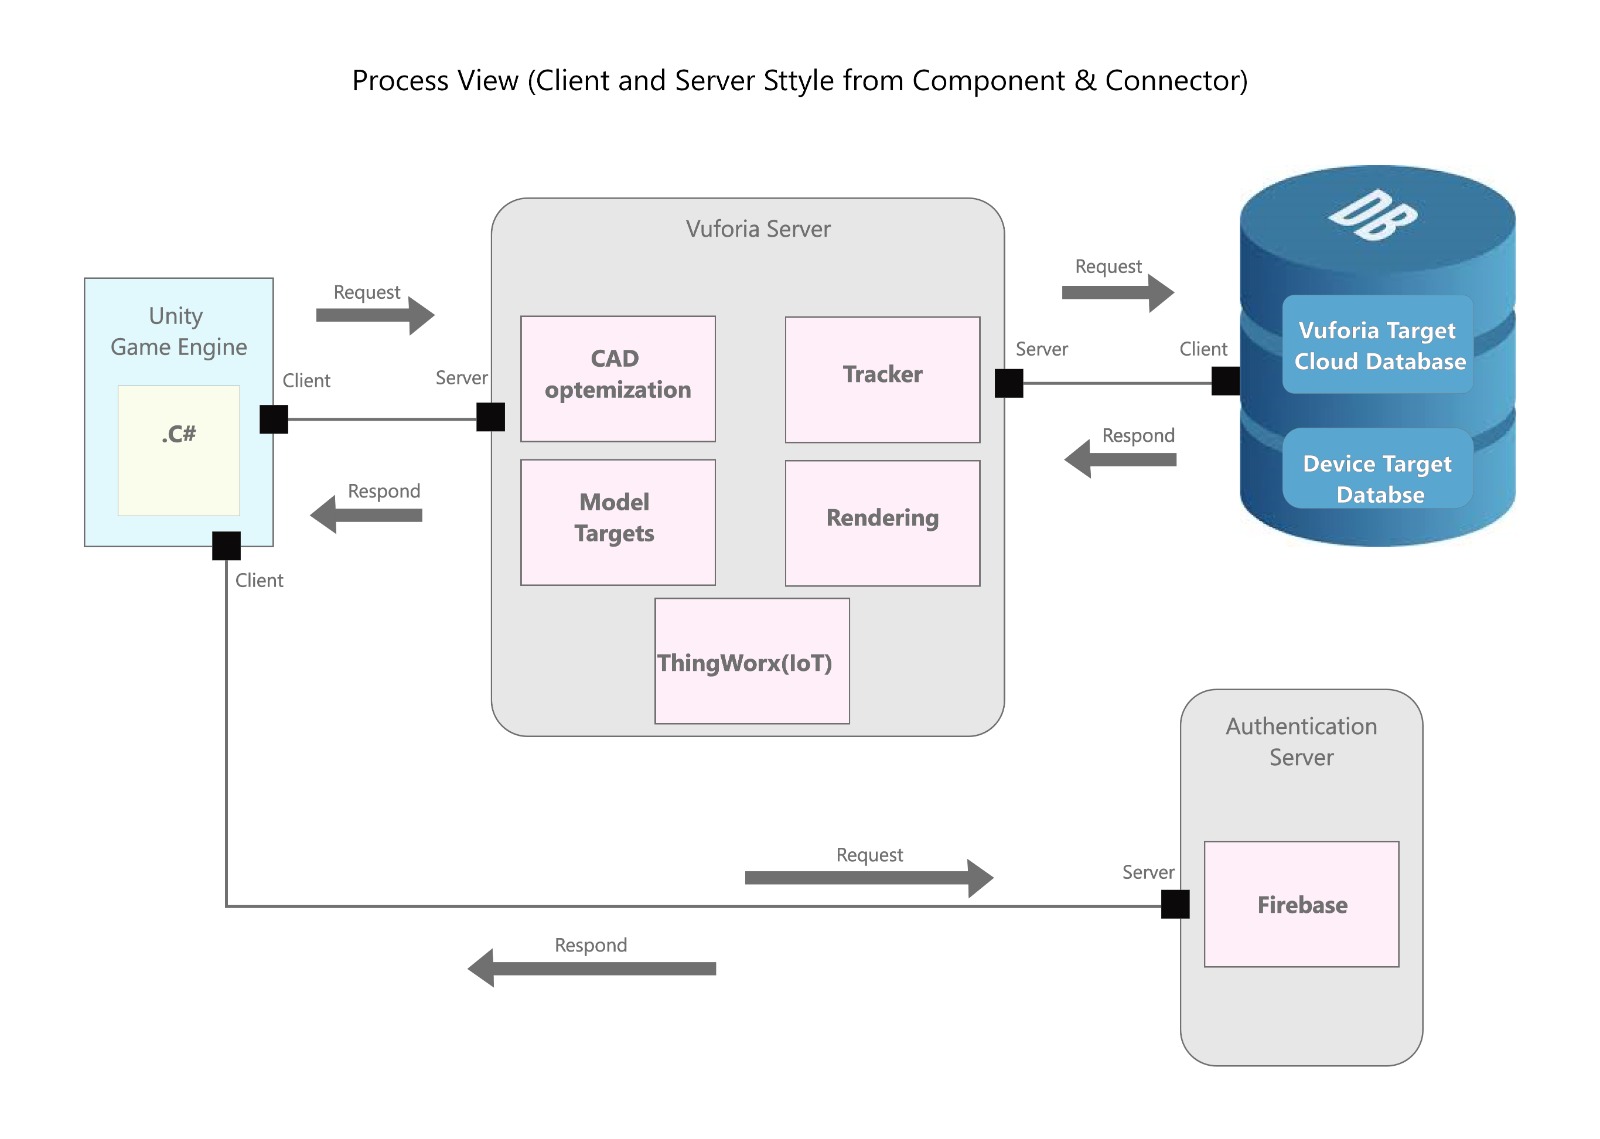 Process View (Client and Server Sttyle from Component & Connector)
Unity
Game Engine
.C#
Client
Client
Request
Respond
Server
Vuforia Server
CAD
optemization
Tracker
Model
Targets
Rendering
ThingWorx(IoT)
Server
Request
Client
Respond
DB
Vuforia Target
Cloud Database
Device Target
Databse
Request
Respond
Server
Authentication
Server
Firebase